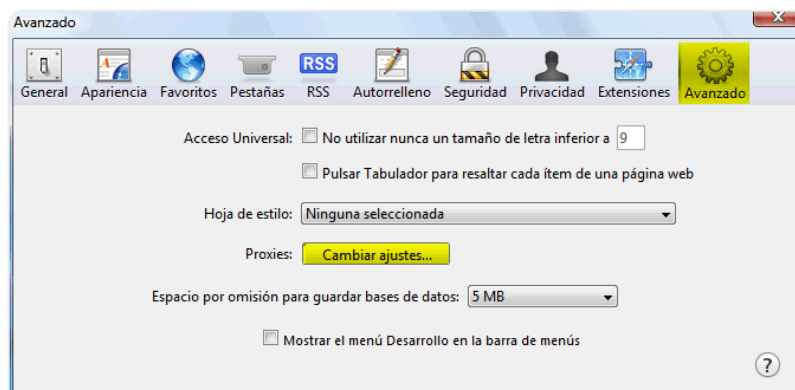 Avanzado
X
RSS
General Apariencia Favoritos Pestañas RSS Autorrelleno Seguridad Privacidad Extensiones Avanzado
Acceso Universal: No utilizar nunca un tamaño de letra inferior a 9
Pulsar Tabulador para resaltar cada ítem de una página web
Hoja de estilo: Ninguna seleccionada
Proxies: Cambiar ajustes...
Espacio por omisión para guardar bases de datos: 5 MB
Mostrar el menú Desarrollo en la barra de menús
?